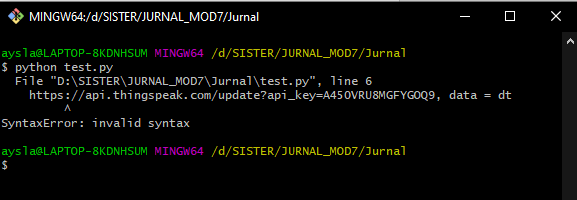 MINGW64:/d/SISTER/JURNAL_MOD7/Jurnal
aysla@LAPTOP-8KDNHSUM MINGW64 /d/SISTER/JURNAL_MOD7/Jurnal
$ python test.py
  File "D:\SISTER\JURNAL_MOD7\Jurnal\test.py", line 6
    https://api.thingspeak.com/update?api_key=A45OVRU8MGFYGOQ9, data = dt
         ^
SyntaxError: invalid syntax
aysla@LAPTOP-8KDNHSUM MINGW64 /d/SISTER/JURNAL_MOD7/Jurnal
$